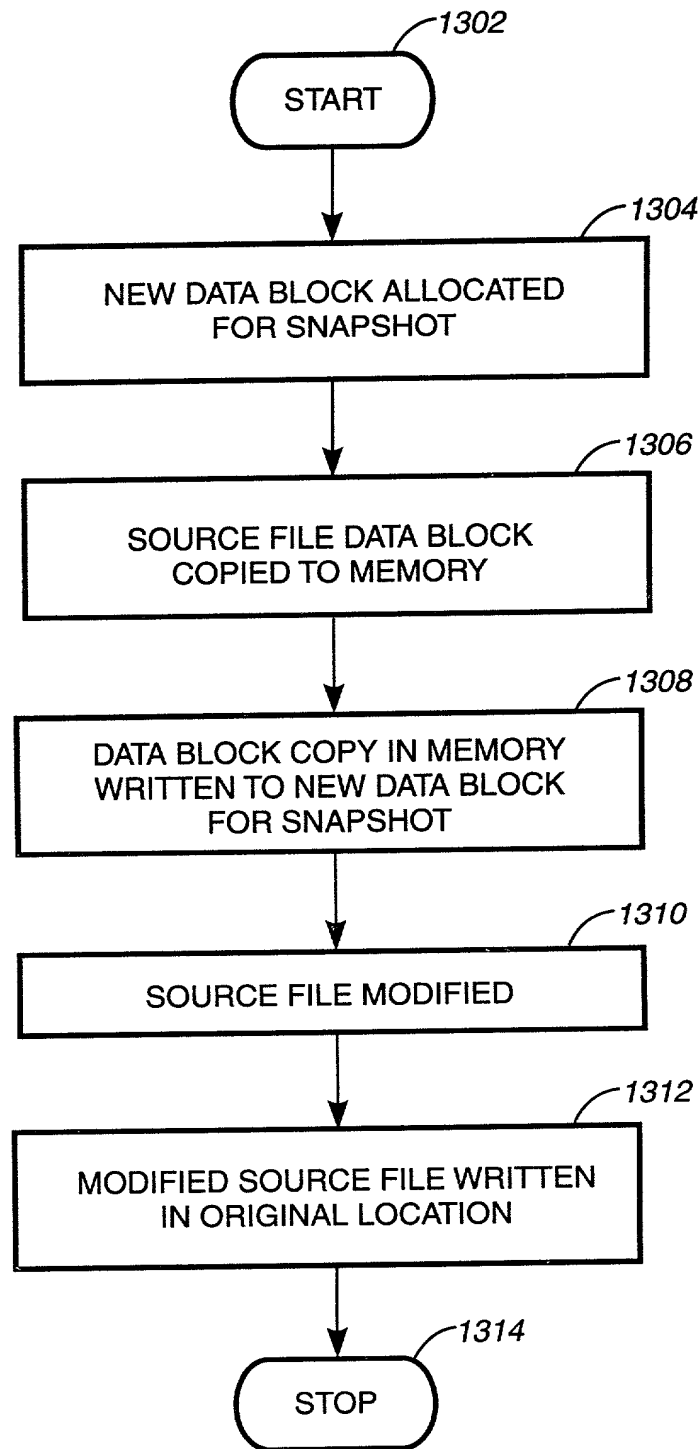 1302
START
1304
NEW DATA BLOCK ALLOCATED
FOR SNAPSHOT
1306
SOURCE FILE DATA BLOCK
COPIED TO MEMORY
1308
DATA BLOCK COPY IN MEMORY
WRITTEN TO NEW DATA BLOCK
FOR SNAPSHOT
1310
SOURCE FILE MODIFIED
1312
MODIFIED SOURCE FILE WRITTEN
IN ORIGINAL LOCATION
1314
STOP